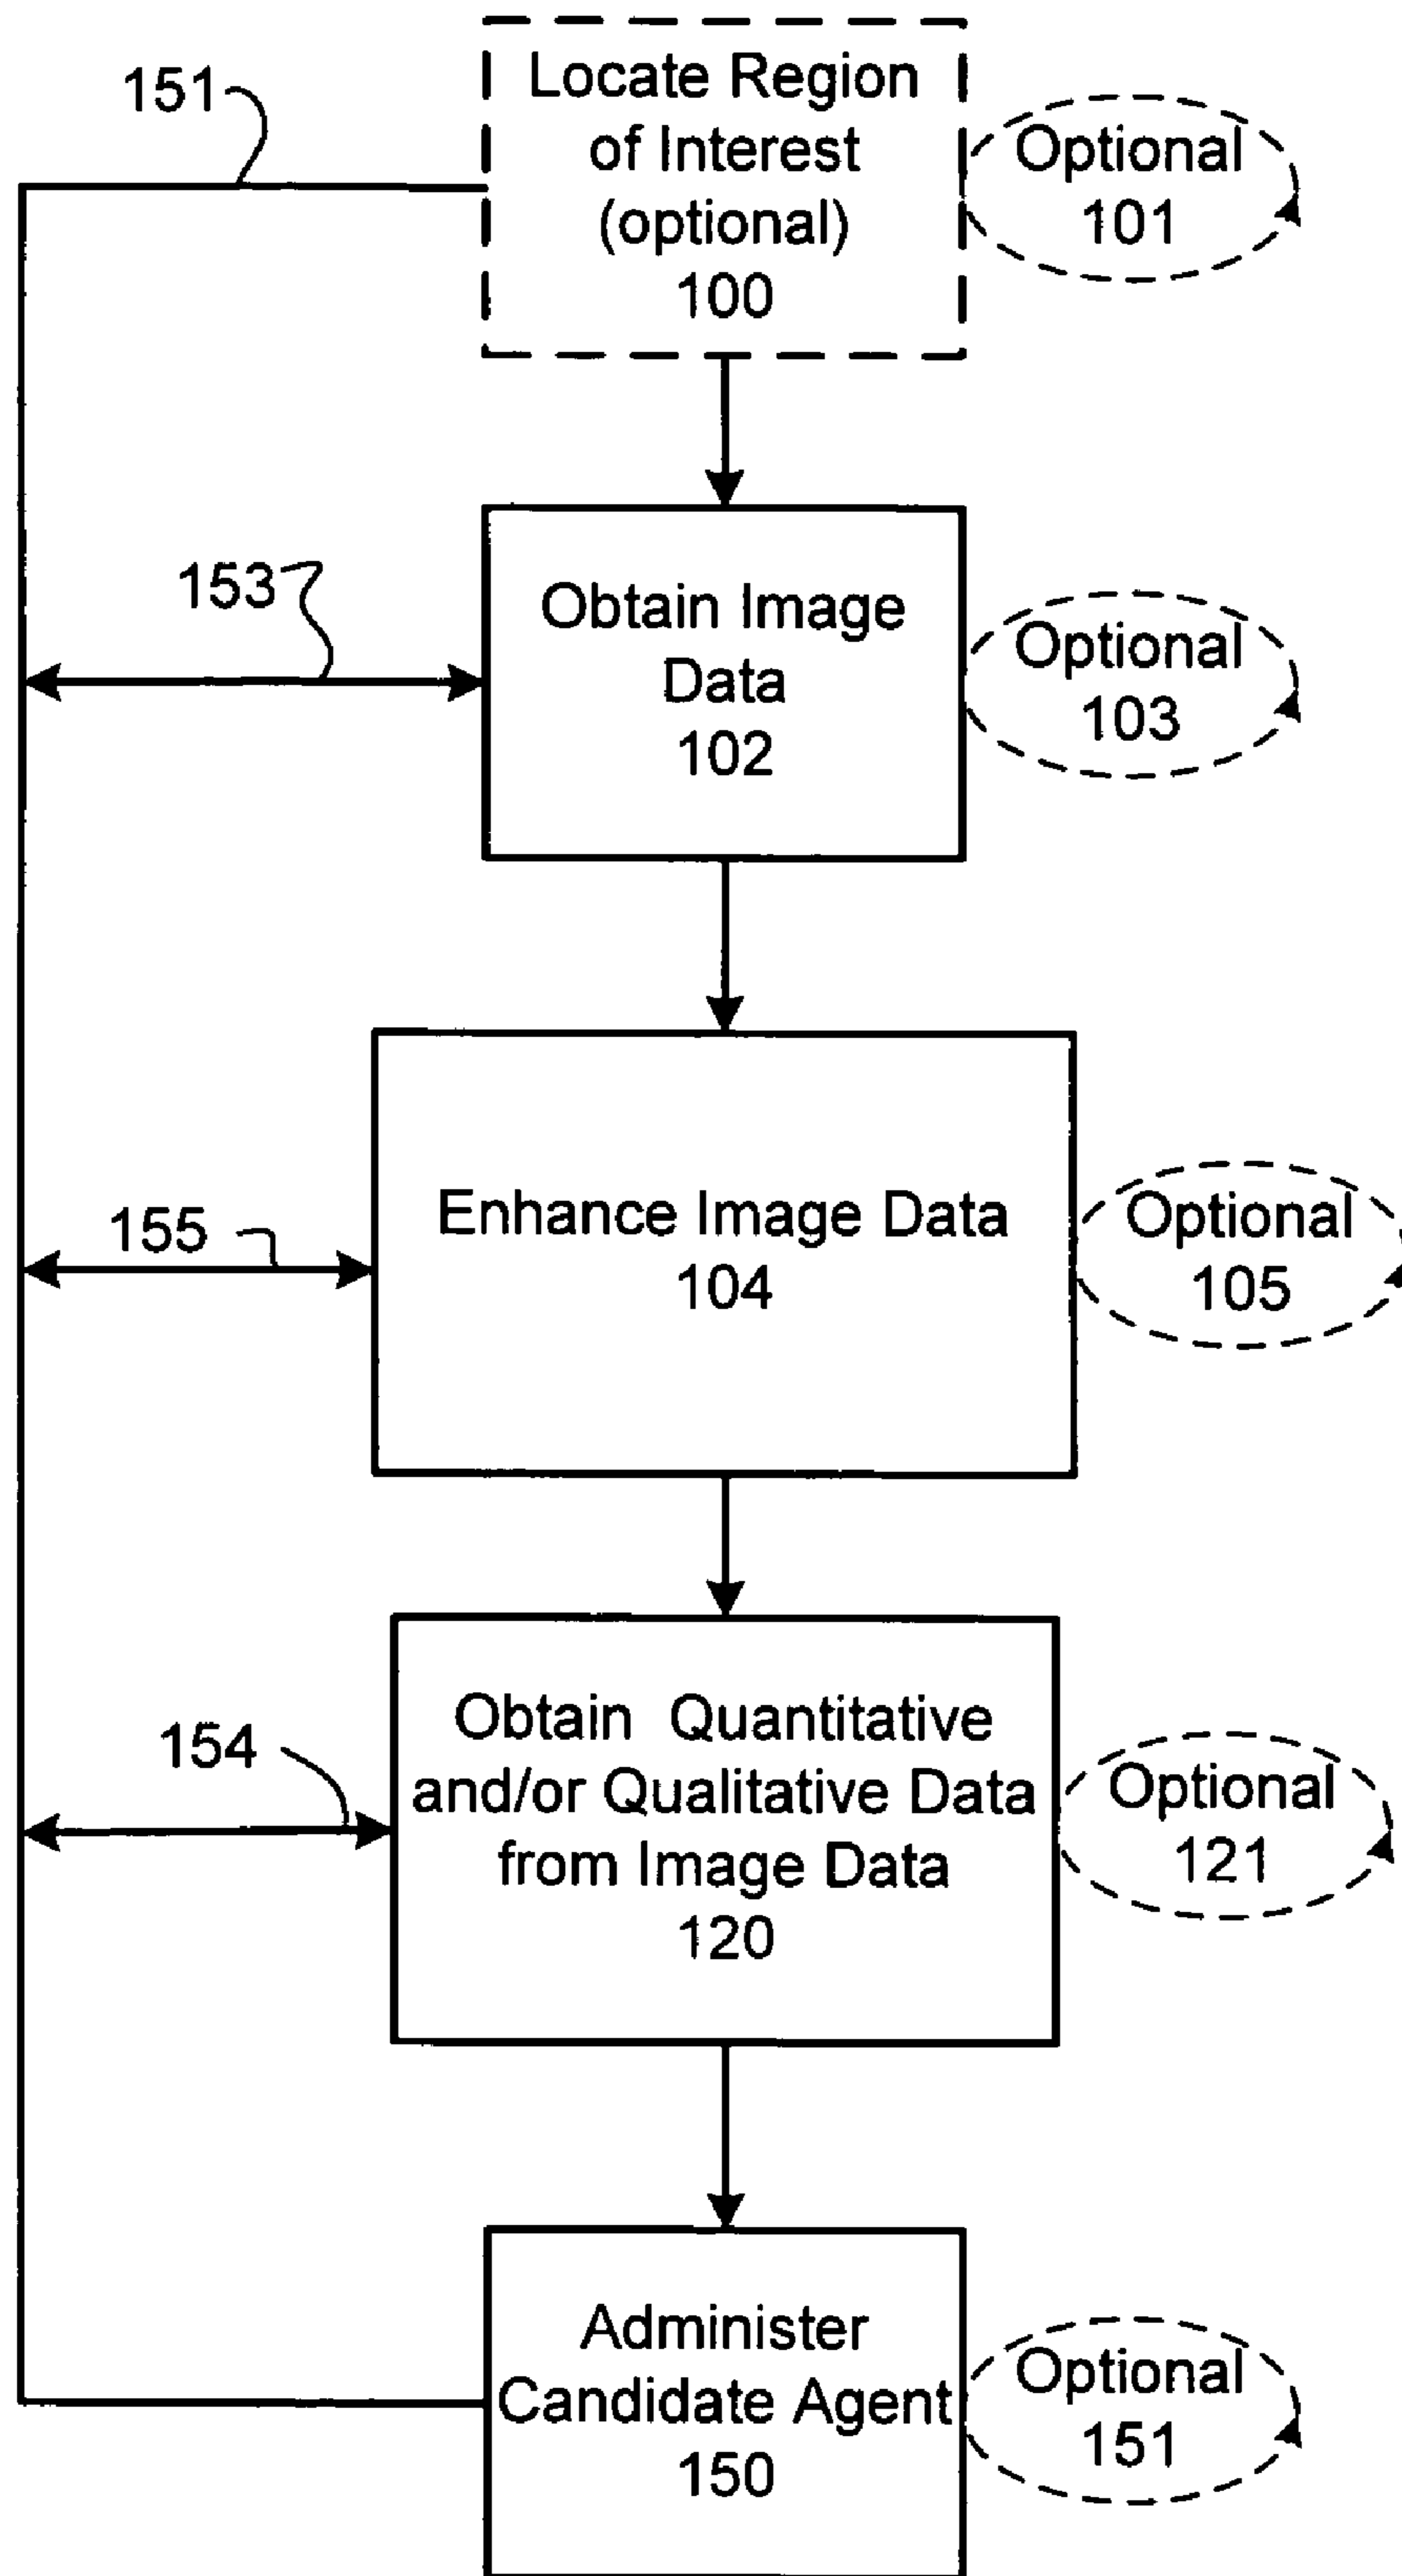 151
Locate Region
of Interest
(optional)
100
Optional
101
153
Obtain Image
Data
102
Optional
103
155
Enhance Image Data
104
Optional
105
154
Obtain Quantitative
and/or Qualitative Data
from Image Data
120
Optional
121
Administer
Candidate Agent
150
Optional
151